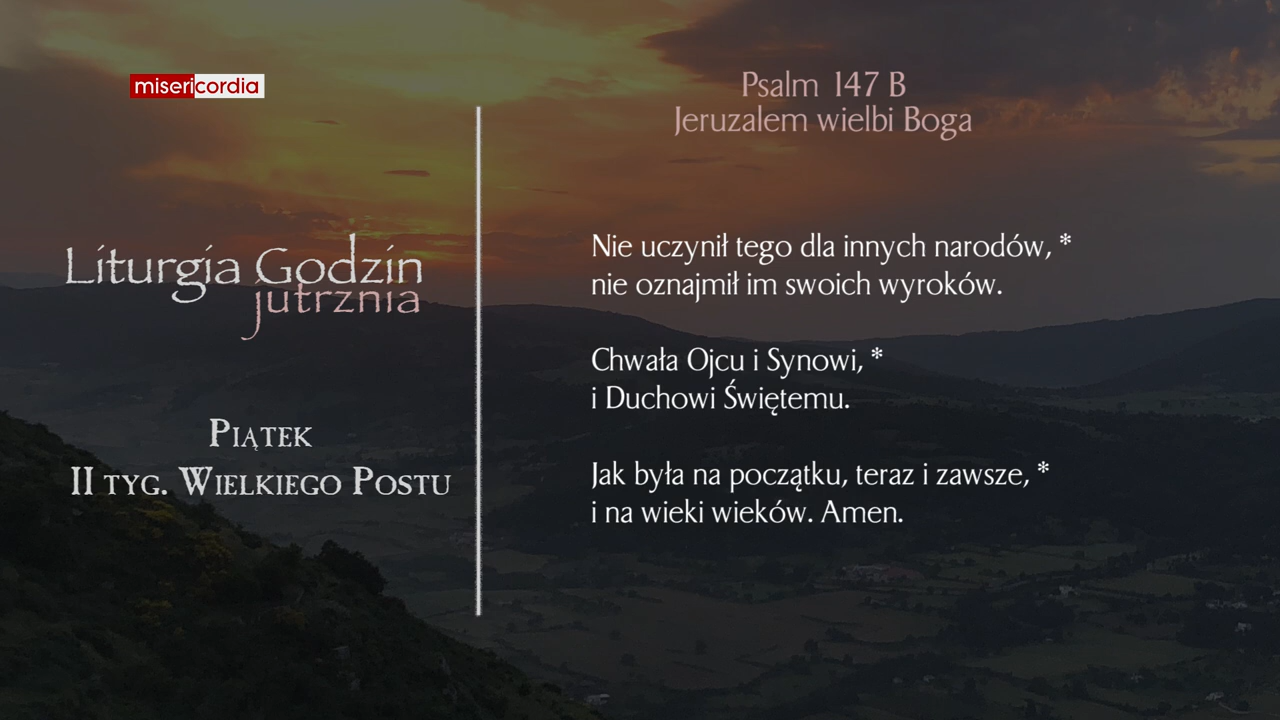 misericordia
Liturgia Godzin
jutrznia
Piątek
II tyg. Wielkiego Postu
Psalm 147 B
Jeruzalem wielbi Boga
Nie uczynił tego dla innych narodów, *
nie oznajmił im swoich wyroków.
Chwała Ojcu i Synowi, *
i Duchowi Świętemu.
Jak była na początku, teraz i zawsze, *
i na wieki wieków. Amen.